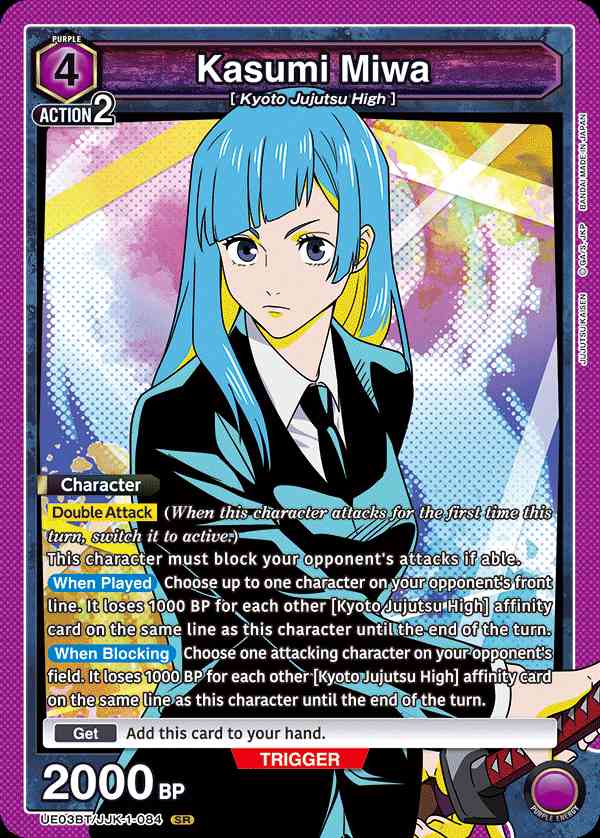 PURPLE
4
ACTION 2
Kasumi Miwa
[ Kyoto Jujutsu High ]
JUJUTSU KAISEN © GA/S, JKP BANDAI MADE IN JAPAN
Character
Double Attack (When this character attacks for the first time this
turn, switch it to active.)
This character must block your opponent's attacks if able.
When Played Choose up to one character on your opponent's front
line. It loses 1000 BP for each other [Kyoto Jujutsu High] affinity
card on the same line as this character until the end of the turn.
When Blocking Choose one attacking character on your opponent's
field. It loses 1000 BP for each other [Kyoto Jujutsu High] affinity card
on the same line as this character until the end of the turn.
Get Add this card to your hand.
TRIGGER
2000 BP
PURPLE ENERGY
UE03BT/JJK-1-084 SR